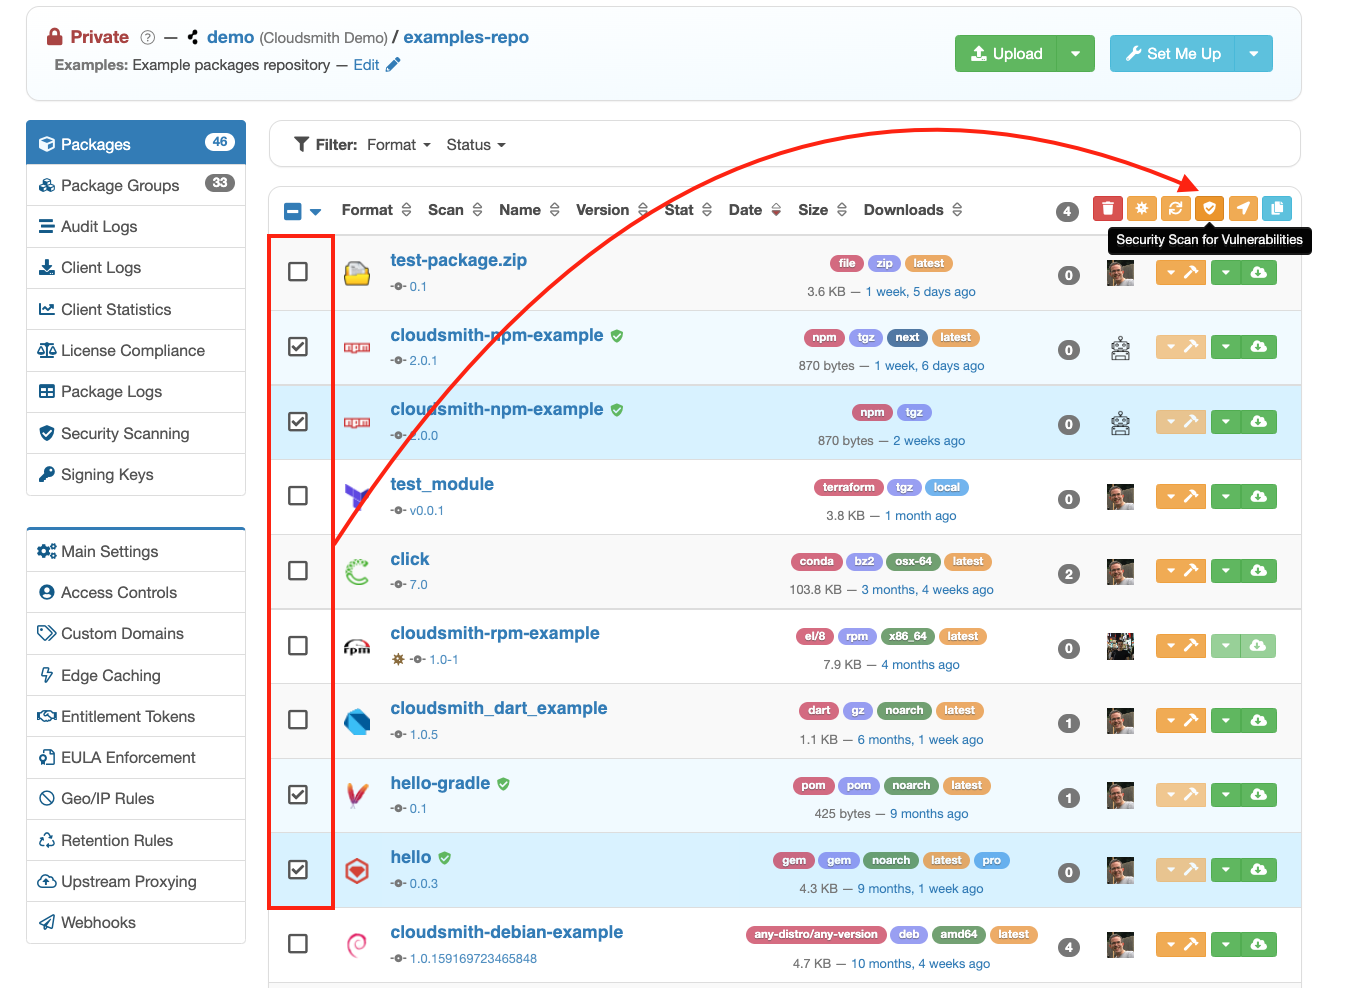 Private — demo (Cloudsmith Demo) / examples-repo
Examples: Example packages repository — Edit
Upload
Set Me Up
Packages 46
Package Groups 33
Audit Logs
Client Logs
Client Statistics
License Compliance
Package Logs
Security Scanning
Signing Keys
Main Settings
Access Controls
Custom Domains
Edge Caching
Entitlement Tokens
EULA Enforcement
Geo/IP Rules
Retention Rules
Upstream Proxying
Webhooks
Filter: Format Status
Format Scan Name Version Stat Date Size Downloads 4
Security Scan for Vulnerabilities
test-package.zip file zip latest
0.1 3.6 KB — 1 week, 5 days ago 0
npm cloudsmith-npm-example npm tgz next latest
2.0.1 870 bytes — 1 week, 6 days ago 0
npm cloudsmith-npm-example npm tgz
2.0.0 870 bytes — 2 weeks ago 0
test_module terraform tgz local
v0.0.1 3.8 KB — 1 month ago 0
click conda bz2 osx-64 latest
7.0 103.8 KB — 3 months, 4 weeks ago 2
rpm cloudsmith-rpm-example el/8 rpm x86_64 latest
1.0-1 7.9 KB — 4 months ago 0
cloudsmith_dart_example dart gz noarch latest
1.0.5 1.1 KB — 6 months, 1 week ago 1
hello-gradle pom pom noarch latest
0.1 425 bytes — 9 months ago 1
hello gem gem noarch latest pro
0.0.3 4.3 KB — 9 months, 1 week ago 0
cloudsmith-debian-example any-distro/any-version deb amd64 latest
1.0.159169723465848 4.7 KB — 10 months, 4 weeks ago 4